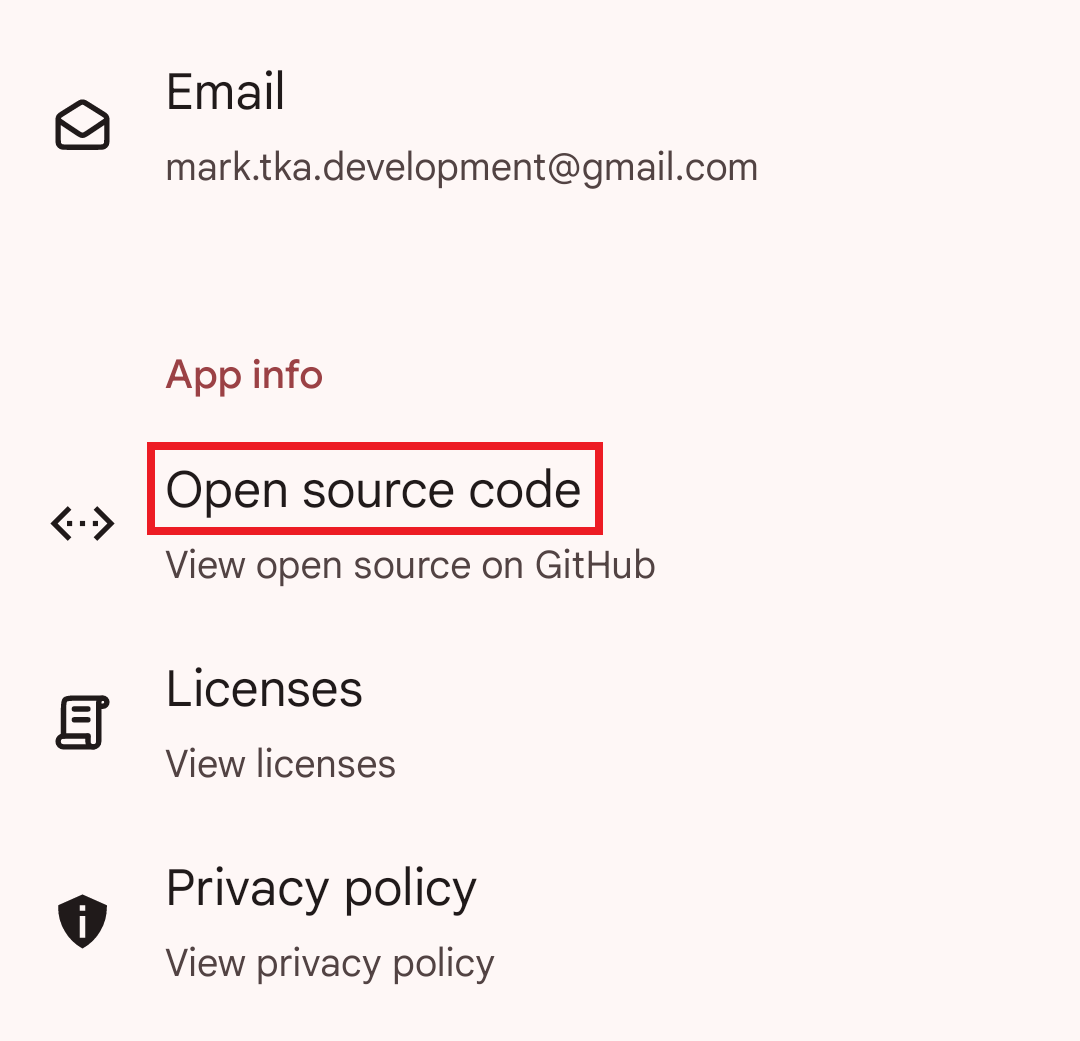 Email
mark.tka.development@gmail.com
App info
Open source code
View open source on GitHub
Licenses
View licenses
Privacy policy
View privacy policy